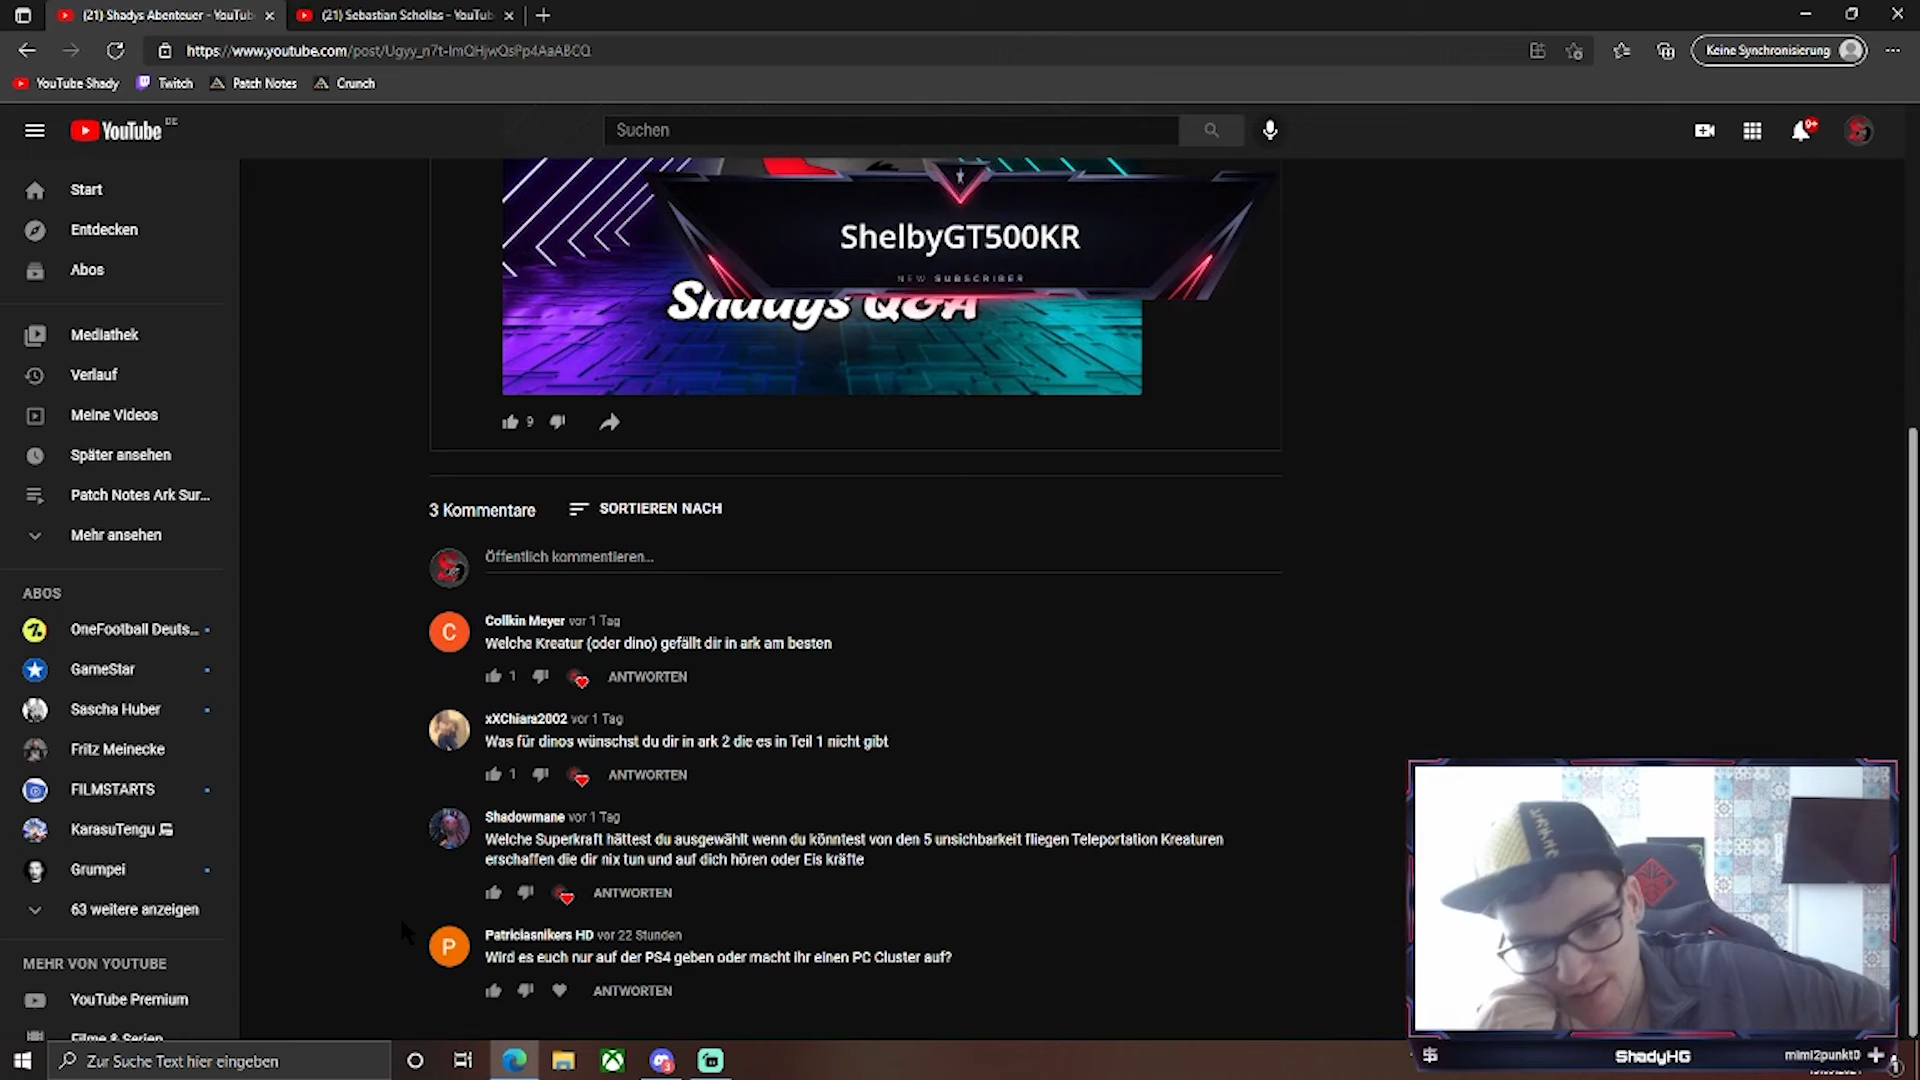 (21) Shadys Abenteuer - YouTub
(21) Sebastian Schollas - YouTub
https://www.youtube.com/post/Ugyy_n7t-ImQHjwQsPp4AaABCQ
Keine Synchronisierung
YouTube Shady
Twitch
Patch Notes
Crunch
YouTube DE
Suchen
9+
Start
Entdecken
Abos
Mediathek
Verlauf
Meine Videos
Später ansehen
Patch Notes Ark Sur...
Mehr ansehen
ABOS
OneFootball Deuts...
GameStar
Sascha Huber
Fritz Meinecke
FILMSTARTS
KarasuTengu
Grumpei
63 weitere anzeigen
MEHR VON YOUTUBE
YouTube Premium
Filme & Serien
ShelbyGT500KR
NEW SUBSCRIBER
Shadys Q&A
9
3 Kommentare
SORTIEREN NACH
Öffentlich kommentieren...
C
Collkin Meyer vor 1 Tag
Welche Kreatur (oder dino) gefällt dir in ark am besten
1
ANTWORTEN
xXChiara2002 vor 1 Tag
Was für dinos wünschst du dir in ark 2 die es in Teil 1 nicht gibt
1
ANTWORTEN
Shadowmane vor 1 Tag
Welche Superkraft hättest du ausgewählt wenn du könntest von den 5 unsichbarkeit fliegen Teleportation Kreaturen
erschaffen die dir nix tun und auf dich hören oder Eis kräfte
ANTWORTEN
P
Patriciasnikers HD vor 22 Stunden
Wird es euch nur auf der PS4 geben oder macht ihr einen PC Cluster auf?
ANTWORTEN
ShadyHG
mimi2punkt0
Zur Suche Text hier eingeben
3
1